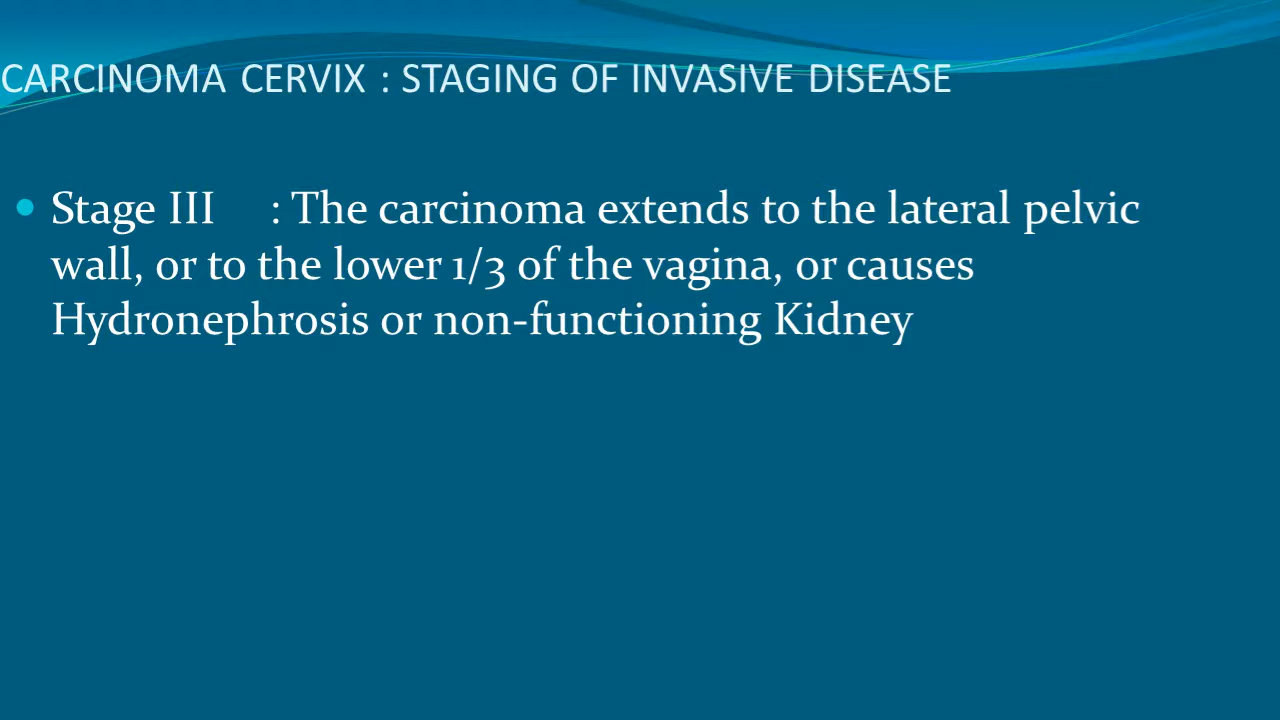 CARCINOMA CERVIX : STAGING OF INVASIVE DISEASE
• Stage III : The carcinoma extends to the lateral pelvic
wall, or to the lower 1/3 of the vagina, or causes
Hydronephrosis or non-functioning Kidney